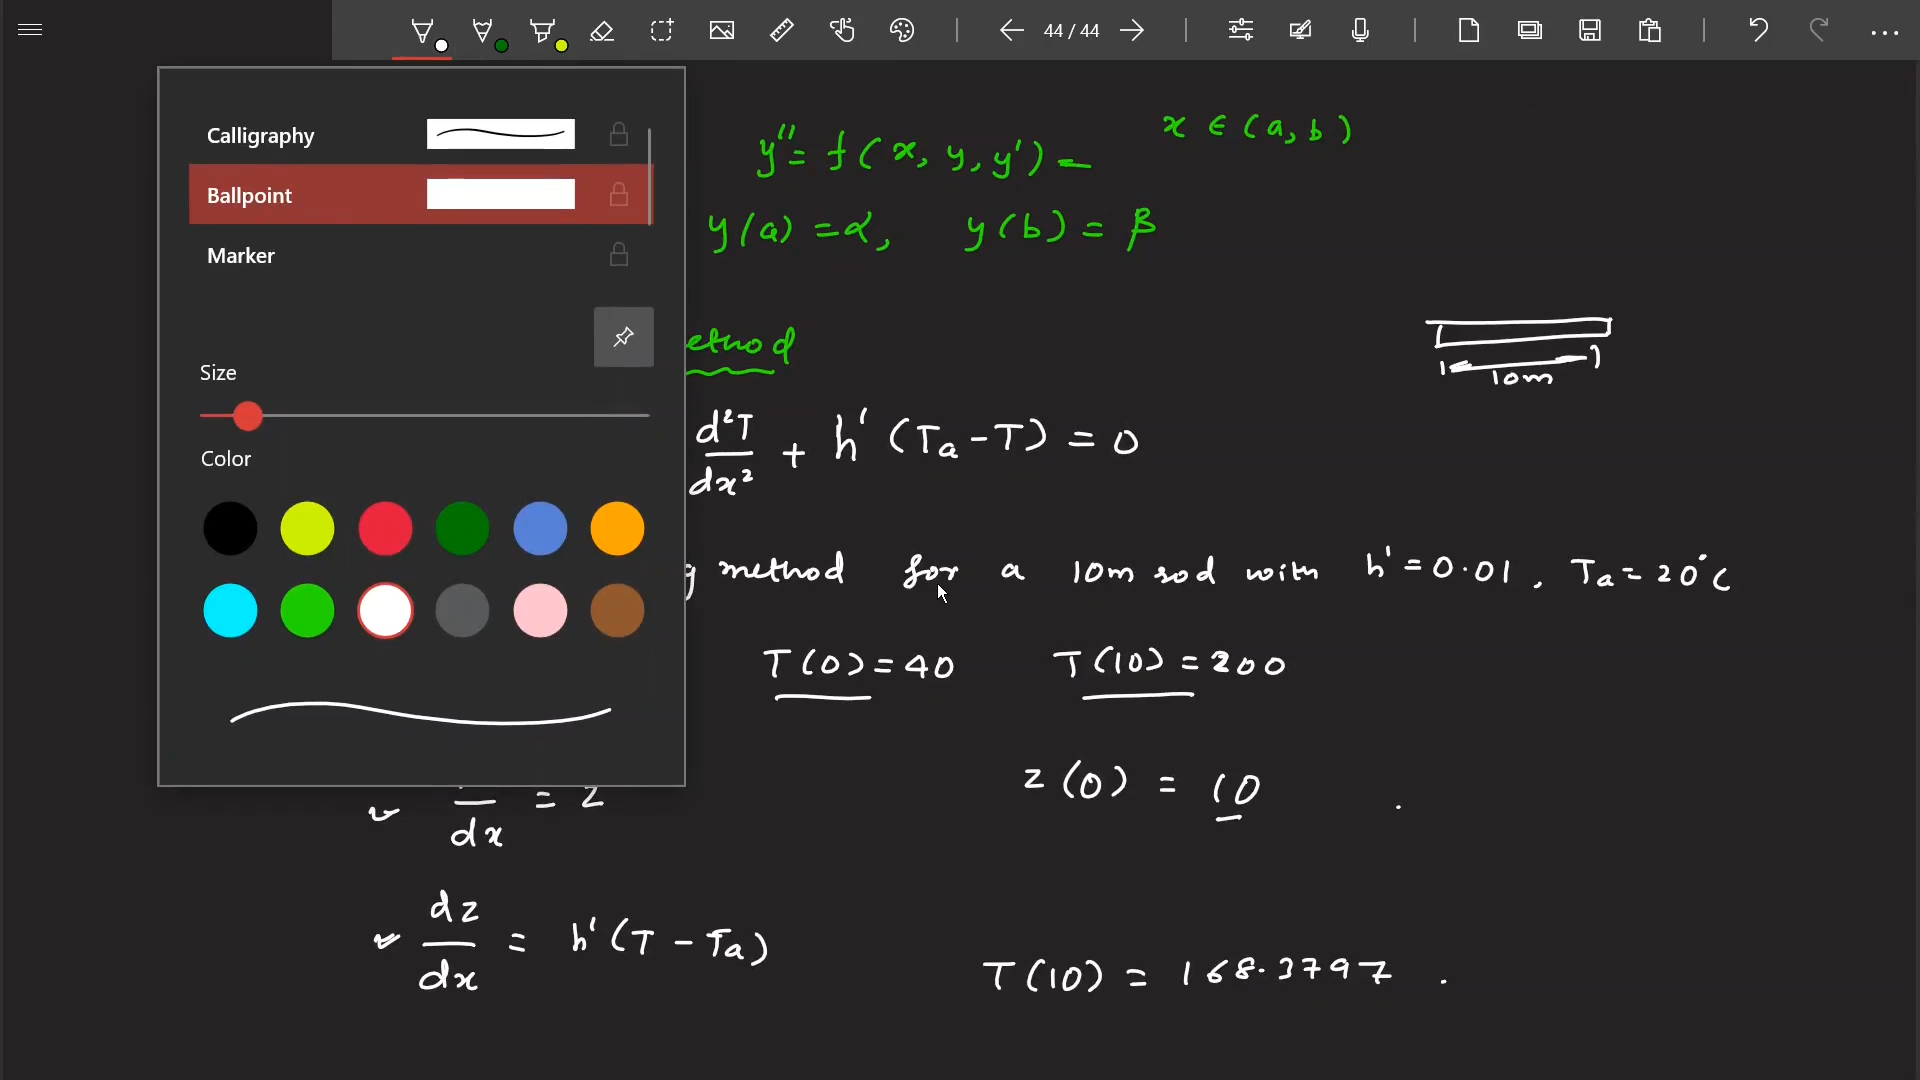 44 / 44
Calligraphy
Ballpoint
Marker
Size
Color
y'' = f(x, y, y') –
x ∈ (a, b)
y(a) = α, y(b) = β
ethod
10m
d²T/dx² + h'(Ta – T) = 0
g method for a 10m rod with h' = 0.01, Ta = 20°C
T(0) = 40 T(10) = 200
dx = z
z(0) = 10
dz/dx = h'(T – Ta)
T(10) = 168.3797